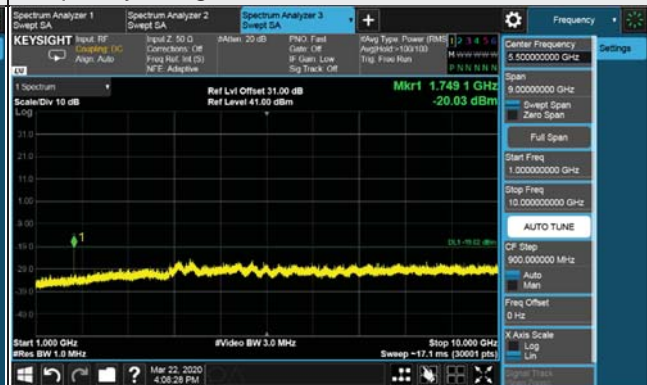 Spectrum Analyzer 1
Swept SA
Spectrum Analyzer 2
Swept SA
Spectrum Analyzer 3
Swept SA
+
Frequency
KEYSIGHT
Input: RF
Coupling: DC
Align: Auto
Input Z: 50 Ω
Corrections: Off
Freq Ref: Int (S)
NFE: Adaptive
#Atten: 20 dB
PNO: Fast
Gate: Off
IF Gain: Low
Sig Track: Off
#Avg Type: Power (RMS)
Avg|Hold:>100/100
Trig: Free Run
1 2 3 4 5 6
M W W W W W
P N N N N N
LXI
1 Spectrum
Scale/Div 10 dB
Log
Ref Lvl Offset 31.00 dB
Ref Level 41.00 dBm
Mkr1 1.749 1 GHz
-20.03 dBm
31.0
21.0
11.0
1.00
-9.00
-19.0
-29.0
-39.0
-49.0
1
Start 1.000 GHz
#Res BW 1.0 MHz
#Video BW 3.0 MHz
Stop 10.000 GHz
Sweep ~17.1 ms (30001 pts)
Mar 22, 2020
4:08:28 PM
Center Frequency
5.500000000 GHz
Settings
Span
9.00000000 GHz
Swept Span
Zero Span
Full Span
Start Freq
1.000000000 GHz
Stop Freq
10.000000000 GHz
AUTO TUNE
CF Step
900.000000 MHz
Auto
Man
Freq Offset
0 Hz
X Axis Scale
Log
Lin
Signal Track